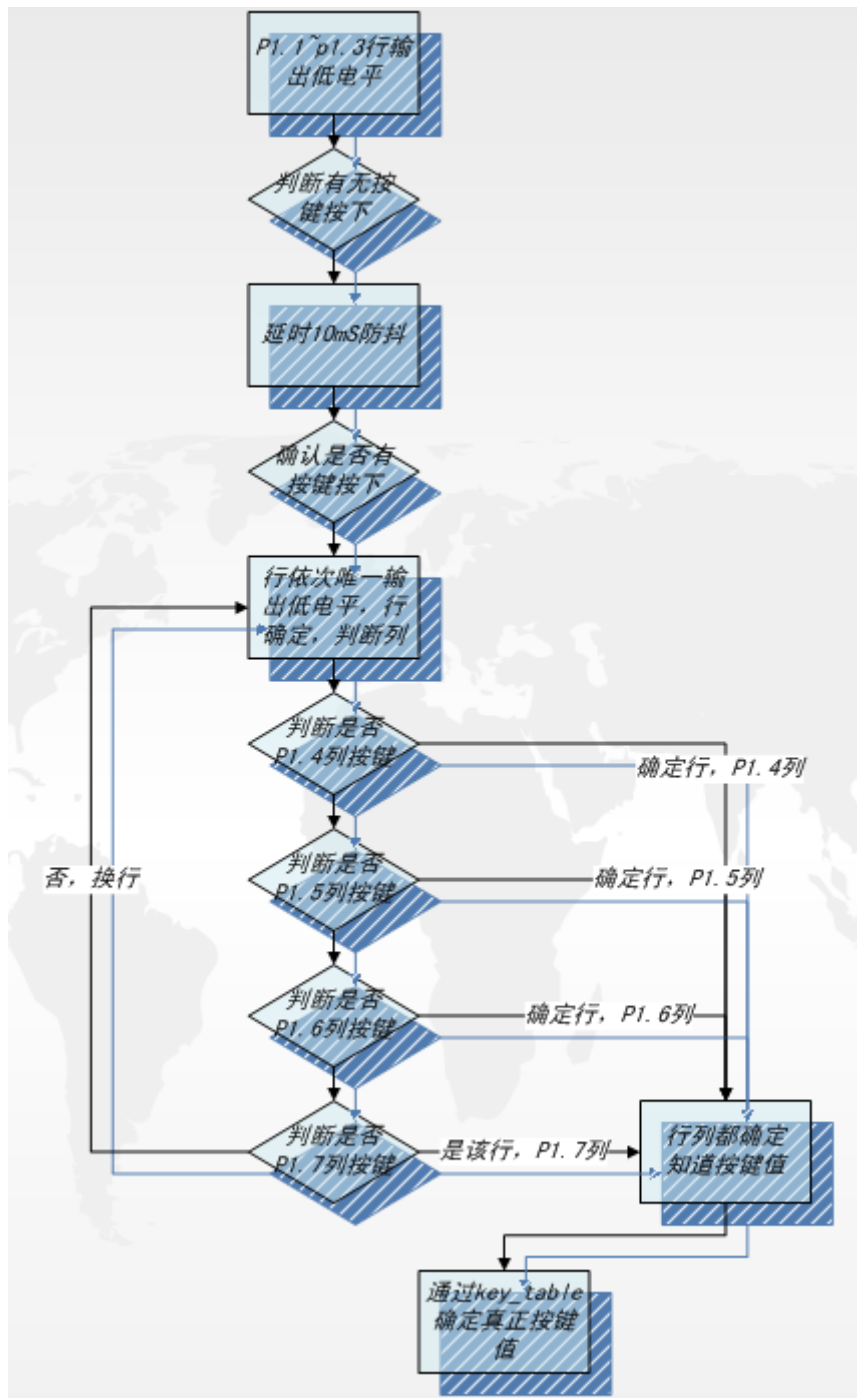 P1.1~p1.3行输
出低电平
判断有无按
键按下
延时10mS防抖
确认是否有
按键按下
行依次唯一输
出低电平，行
确定，判断列
判断是否
P1.4列按键
确定行，P1.4列
判断是否
P1.5列按键
确定行，P1.5列
否，换行
判断是否
P1.6列按键
确定行，P1.6列
判断是否
P1.7列按键
是该行，P1.7列
行列都确定
知道按键值
通过key_table
确定真正按键
值